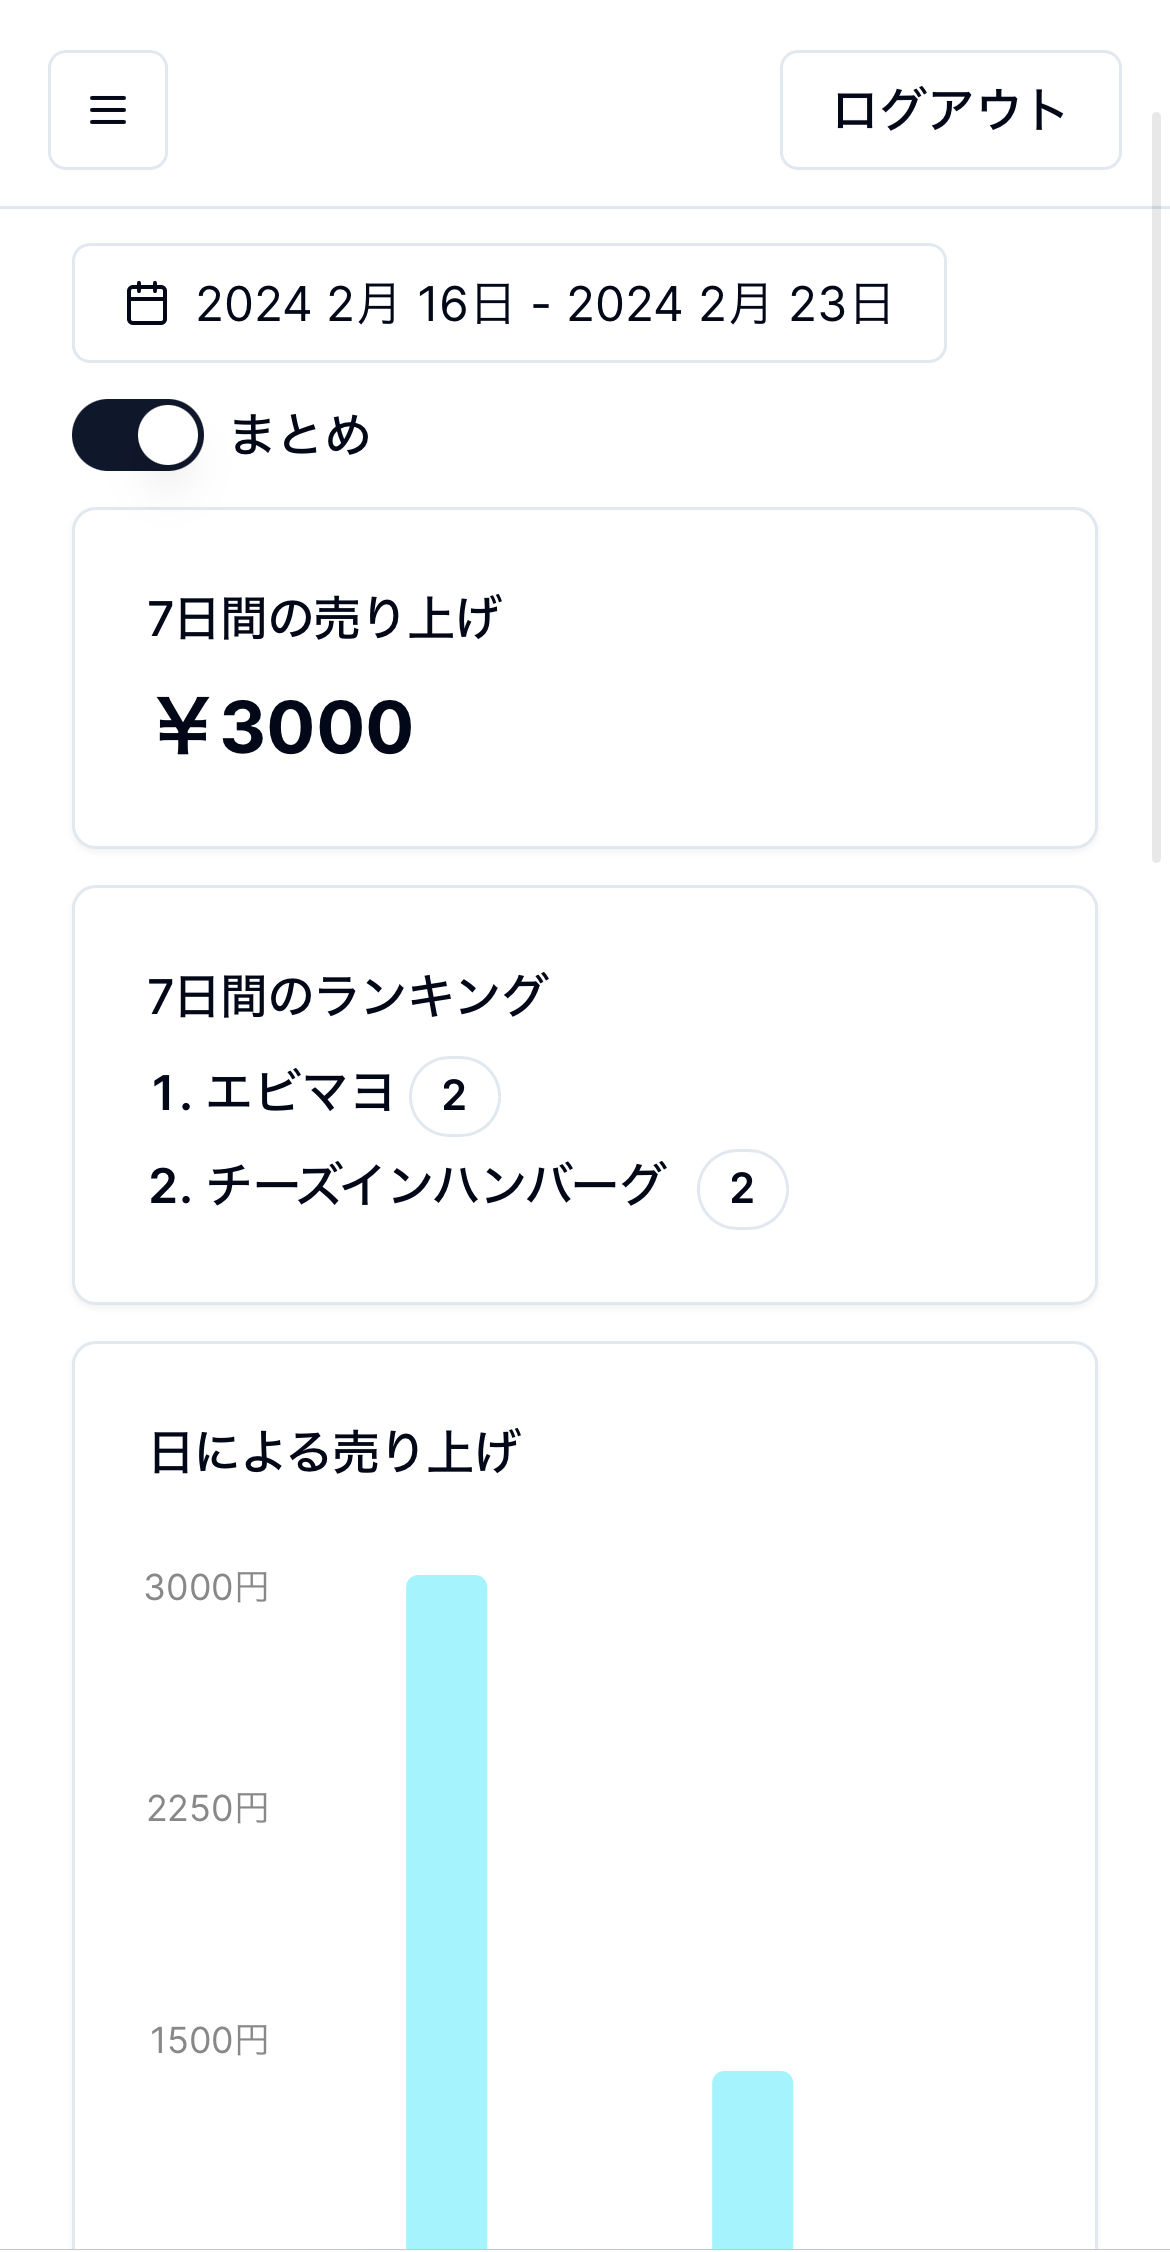 ログアウト
2024 2月 16日 - 2024 2月 23日
まとめ
7日間の売り上げ
¥3000
7日間のランキング
1. エビマヨ 2
2. チーズインハンバーグ 2
日による売り上げ
3000円
2250円
1500円